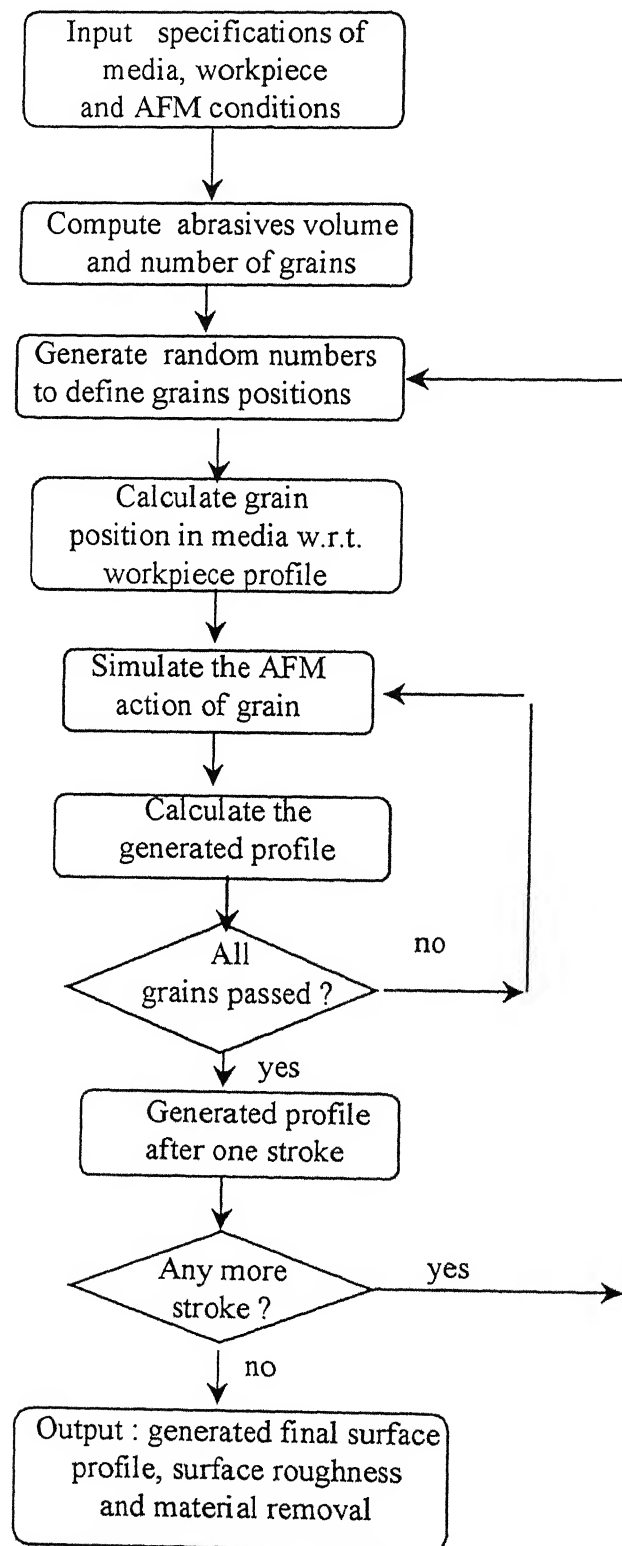 Input specifications of
media, workpiece
and AFM conditions
Compute abrasives volume
and number of grains
Generate random numbers
to define grains positions
Calculate grain
position in media w.r.t.
workpiece profile
Simulate the AFM
action of grain
Calculate the
generated profile
All
grains passed ?
no
yes
Generated profile
after one stroke
Any more
stroke ?
yes
no
Output : generated final surface
profile, surface roughness
and material removal